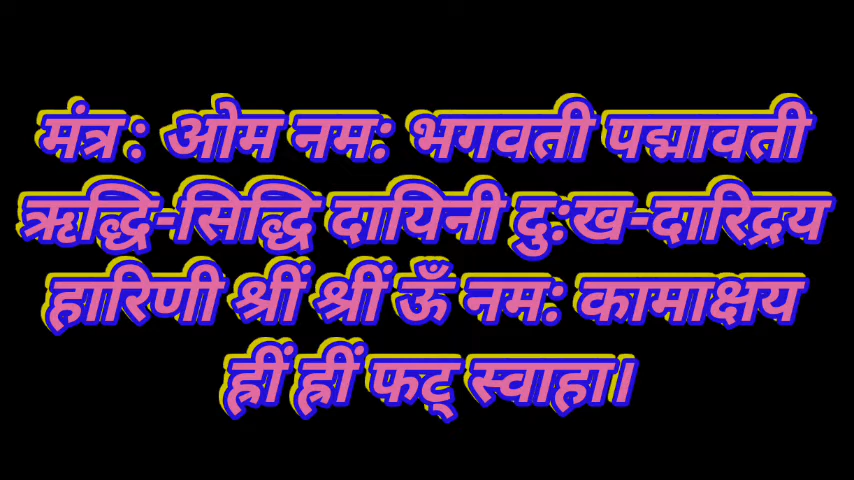 मंत्र: ओम नम: भगवती पद्मावती
ऋद्धि-सिद्धि दायिनी दु:ख-दारिद्रय
हारिणी श्रीं श्रीं ऊँ नम: कामाक्षय
ह्रीं ह्रीं फट् स्वाहा।